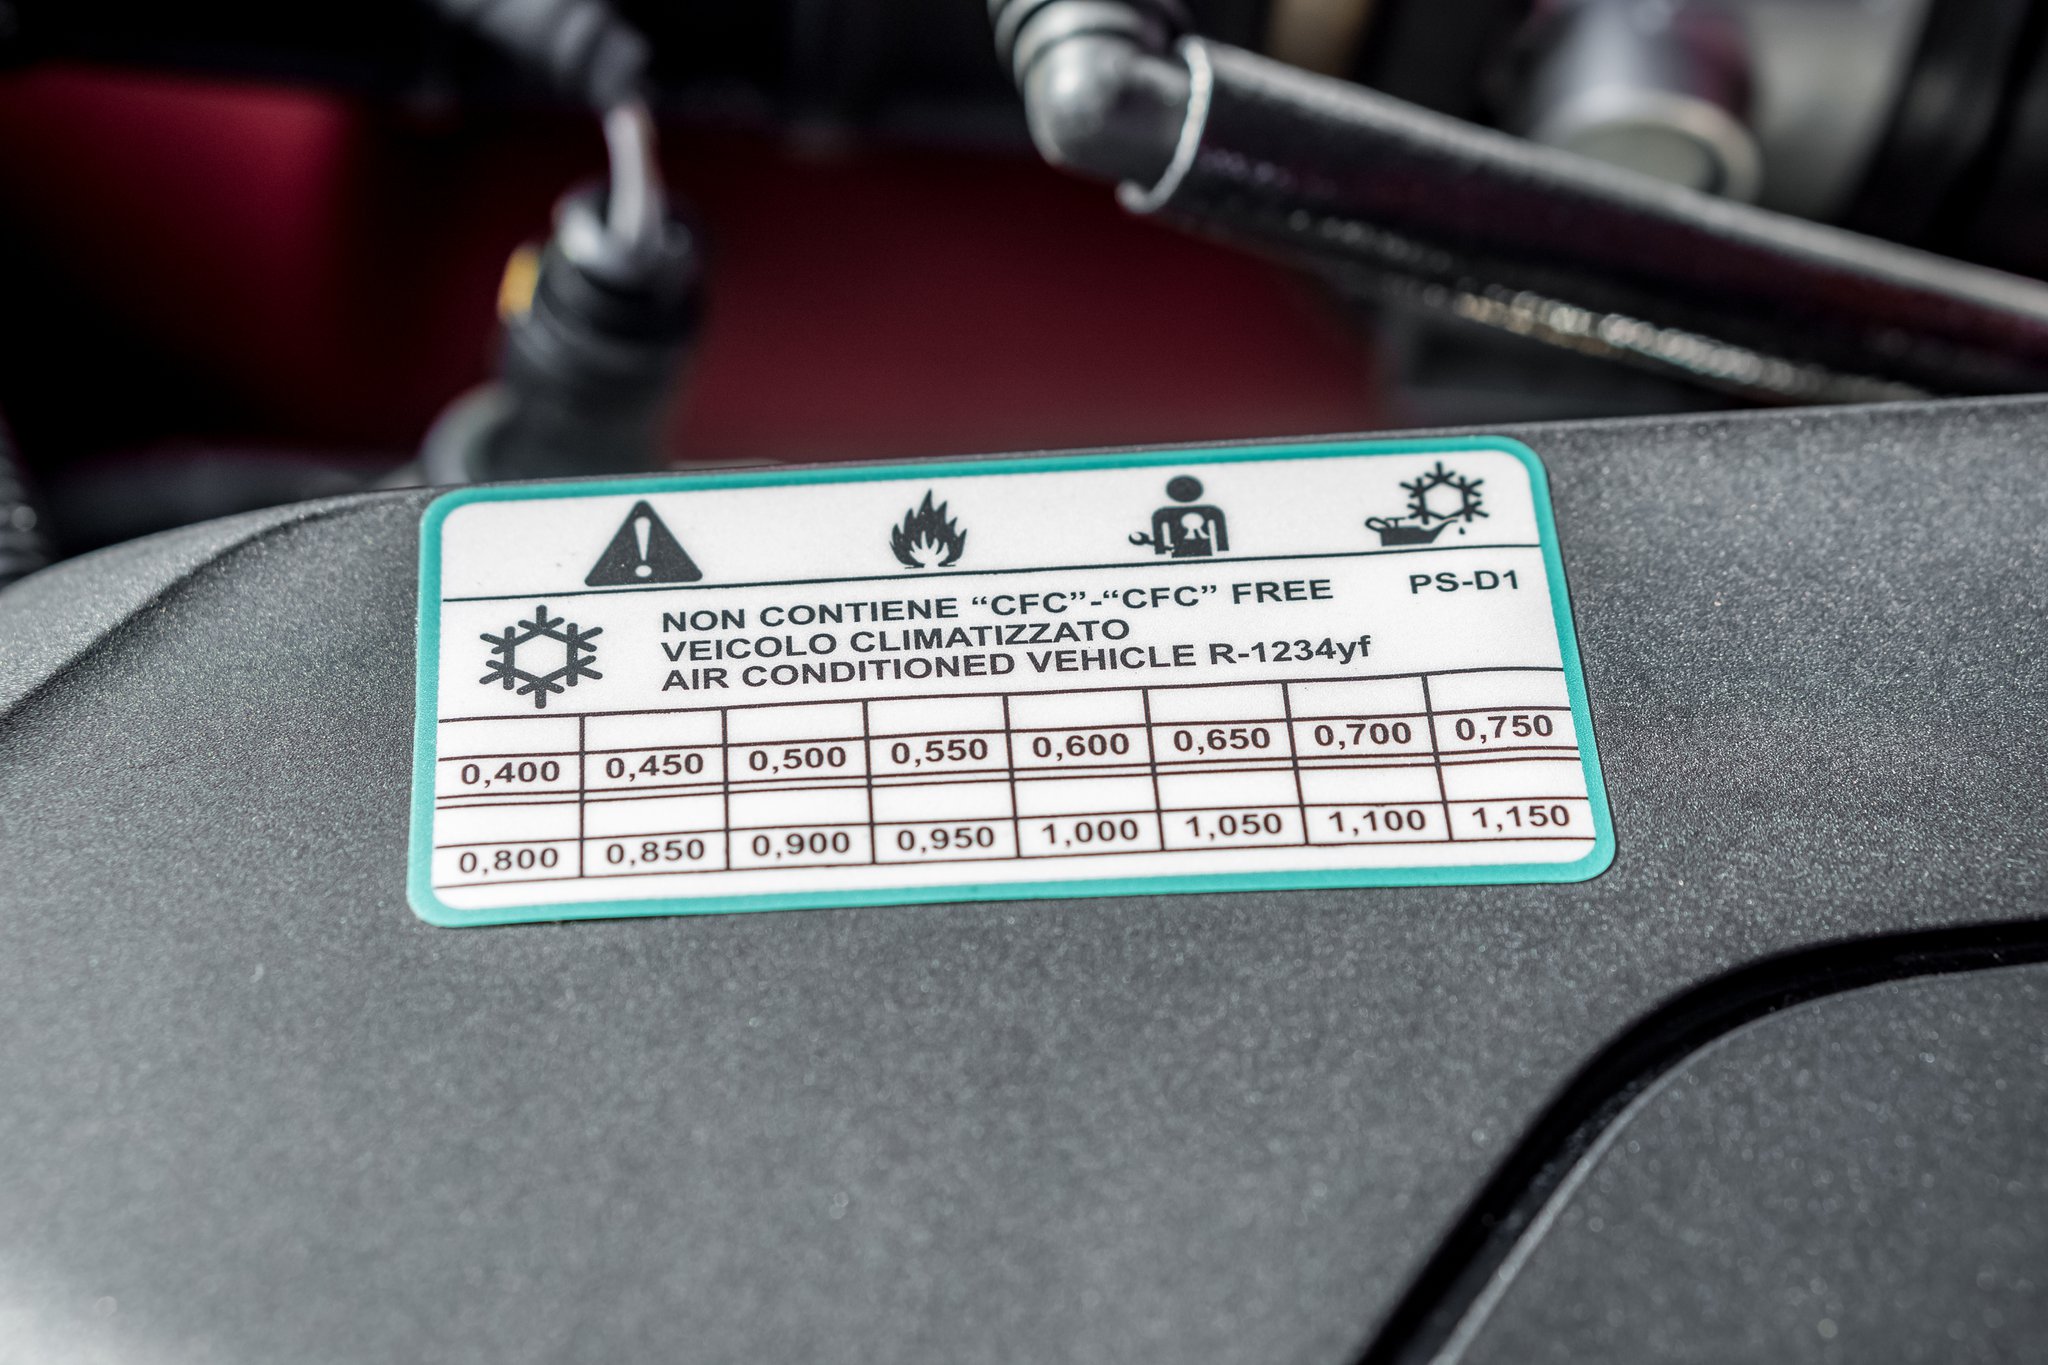 NON CONTIENE “CFC”-“CFC” FREE PS-D1
VEICOLO CLIMATIZZATO
AIR CONDITIONED VEHICLE R-1234yf
0,400 0,450 0,500 0,550 0,600 0,650 0,700 0,750
0,800 0,850 0,900 0,950 1,000 1,050 1,100 1,150